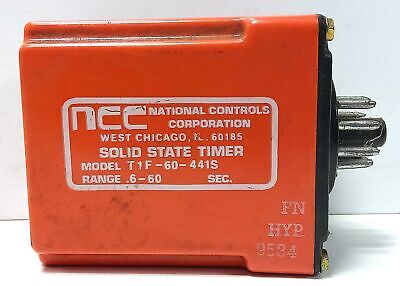 ncc NATIONAL CONTROLS
CORPORATION
WEST CHICAGO, IL. 60185
SOLID STATE TIMER
MODEL T1F-60-441S
RANGE .6-60 SEC.
FN
HYP
9534